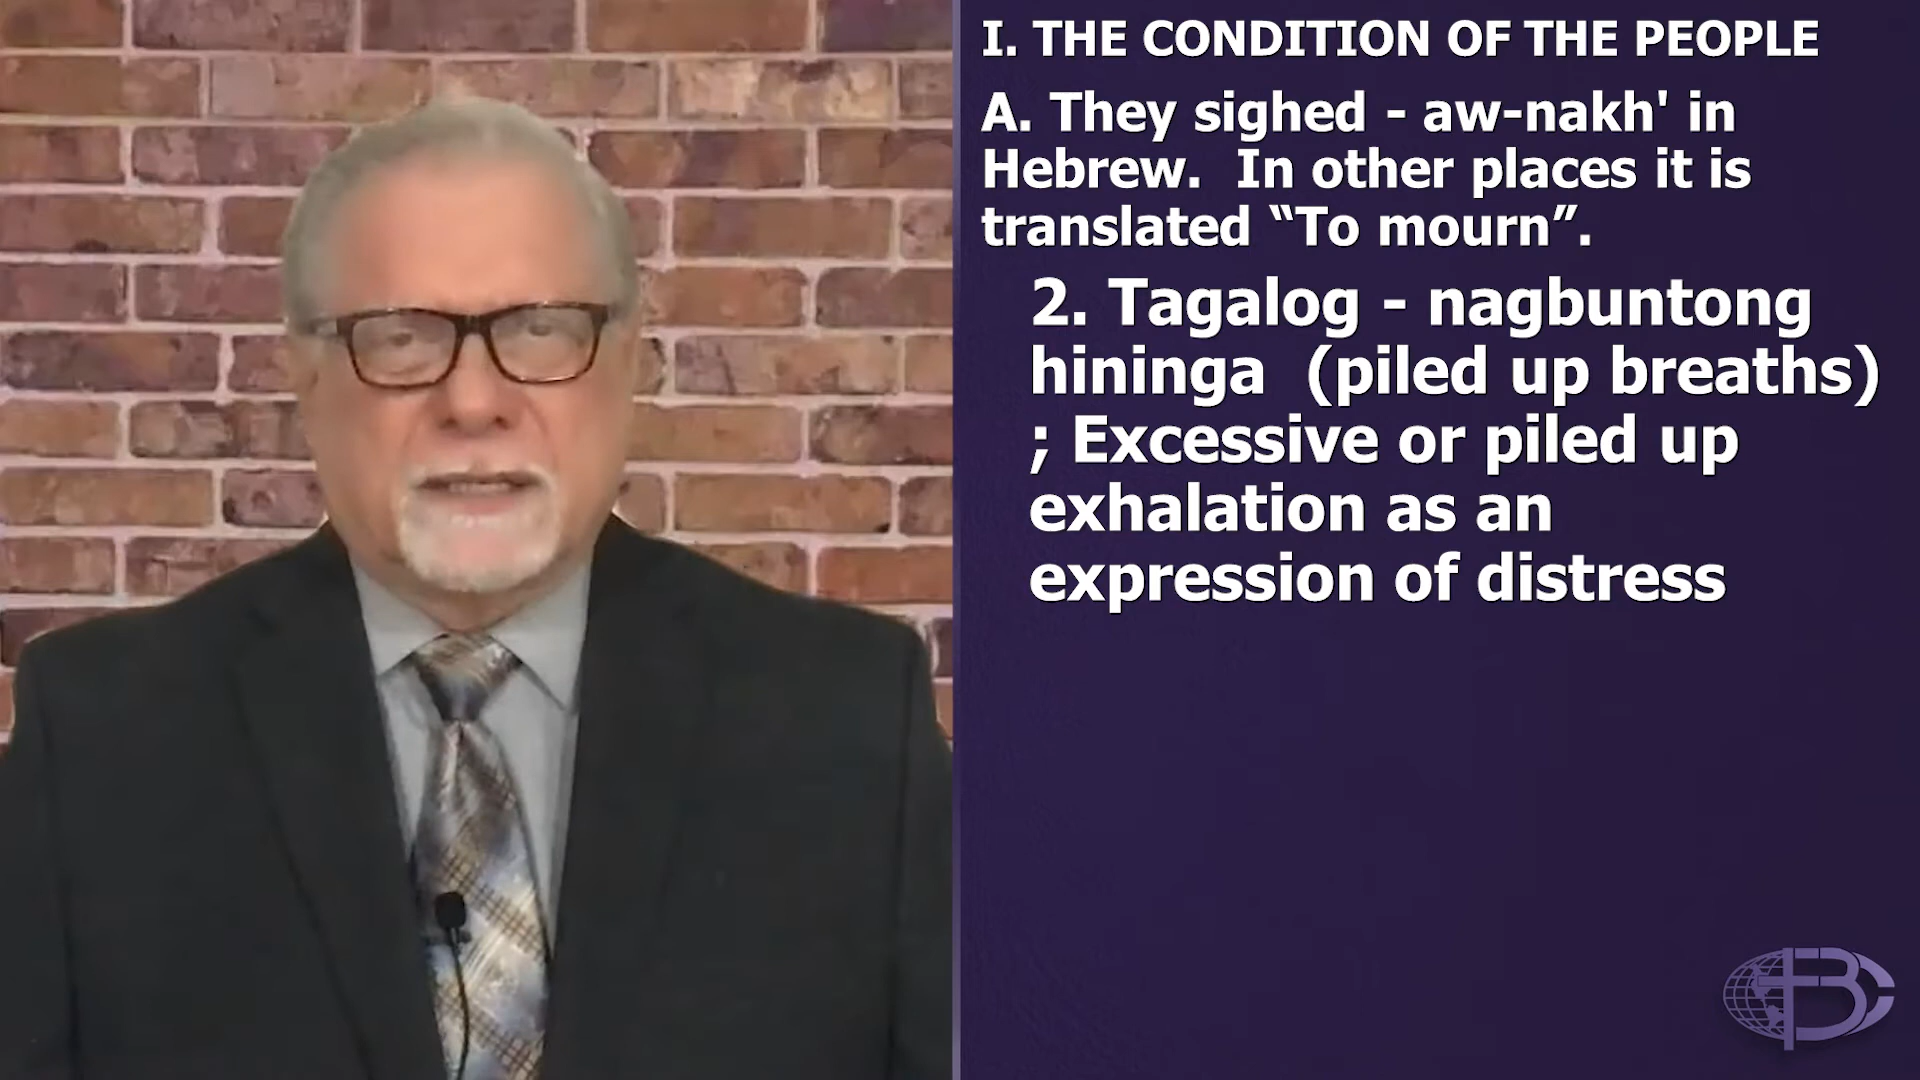 I. THE CONDITION OF THE PEOPLE
A. They sighed - aw-nakh' in
Hebrew.  In other places it is
translated “To mourn”.
2. Tagalog - nagbuntong
hininga  (piled up breaths)
; Excessive or piled up
exhalation as an
expression of distress